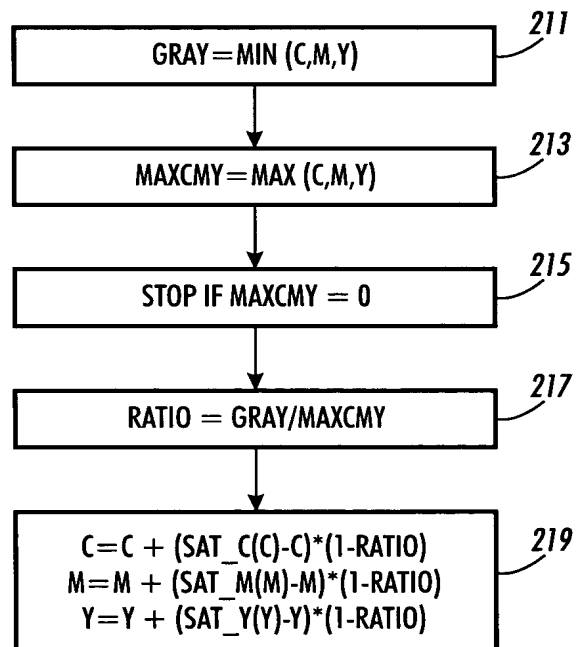 211
GRAY=MIN (C,M,Y)
213
MAXCMY=MAX (C,M,Y)
215
STOP IF MAXCMY = 0
217
RATIO = GRAY/MAXCMY
219
C=C + (SAT_C(C)-C)*(1-RATIO)
M=M + (SAT_M(M)-M)*(1-RATIO)
Y=Y + (SAT_Y(Y)-Y)*(1-RATIO)